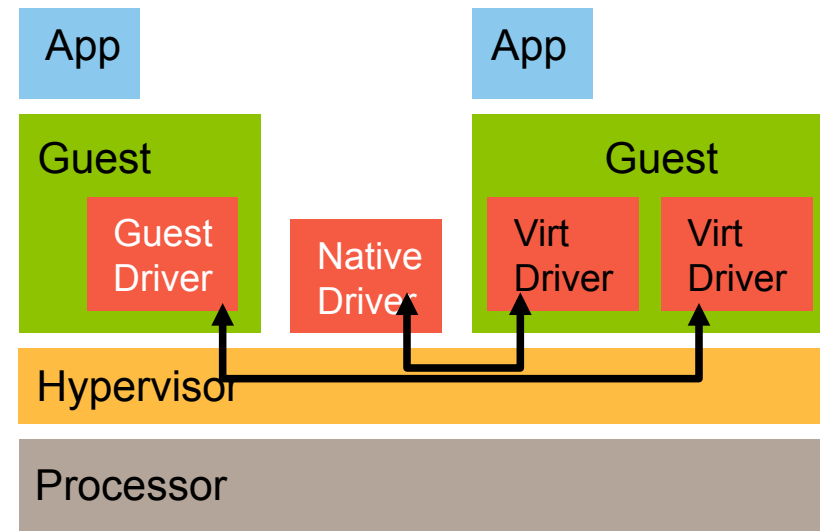 App
App
Guest
Guest
Guest
Driver
Native
Driver
Virt
Driver
Virt
Driver
Hypervisor
Processor